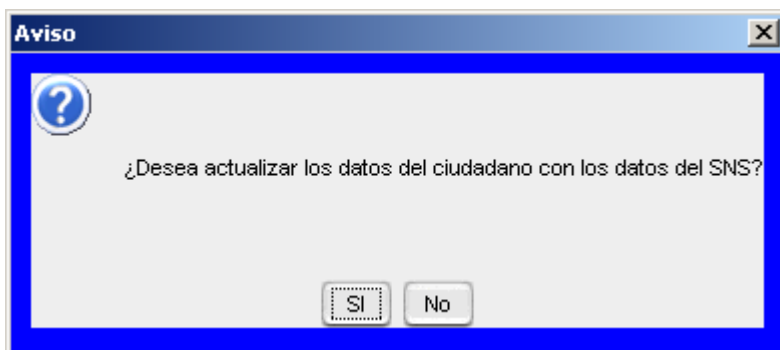 Aviso
¿Desea actualizar los datos del ciudadano con los datos del SNS?
SI
No